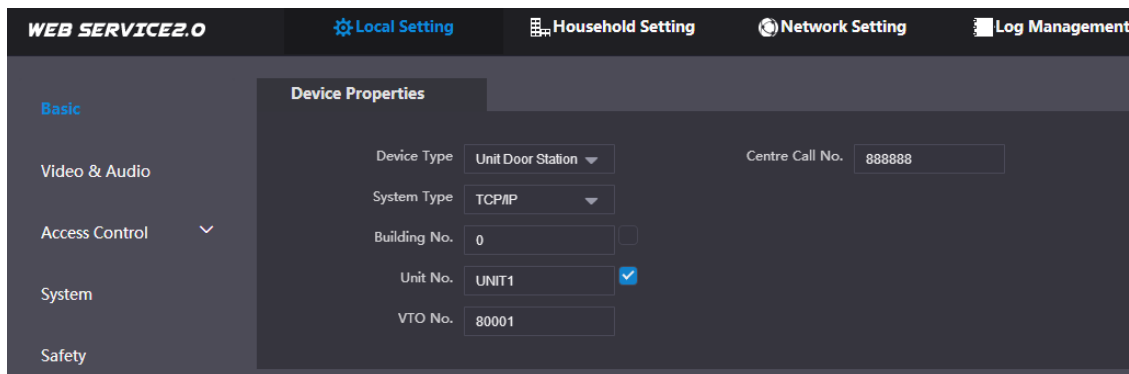 WEB SERVICE2.0
Local Setting
Household Setting
Network Setting
Log Management
Basic
Video & Audio
Access Control
System
Safety
Device Properties
Device Type Unit Door Station
Centre Call No. 888888
System Type TCP/IP
Building No. 0
Unit No. UNIT1
VTO No. 80001